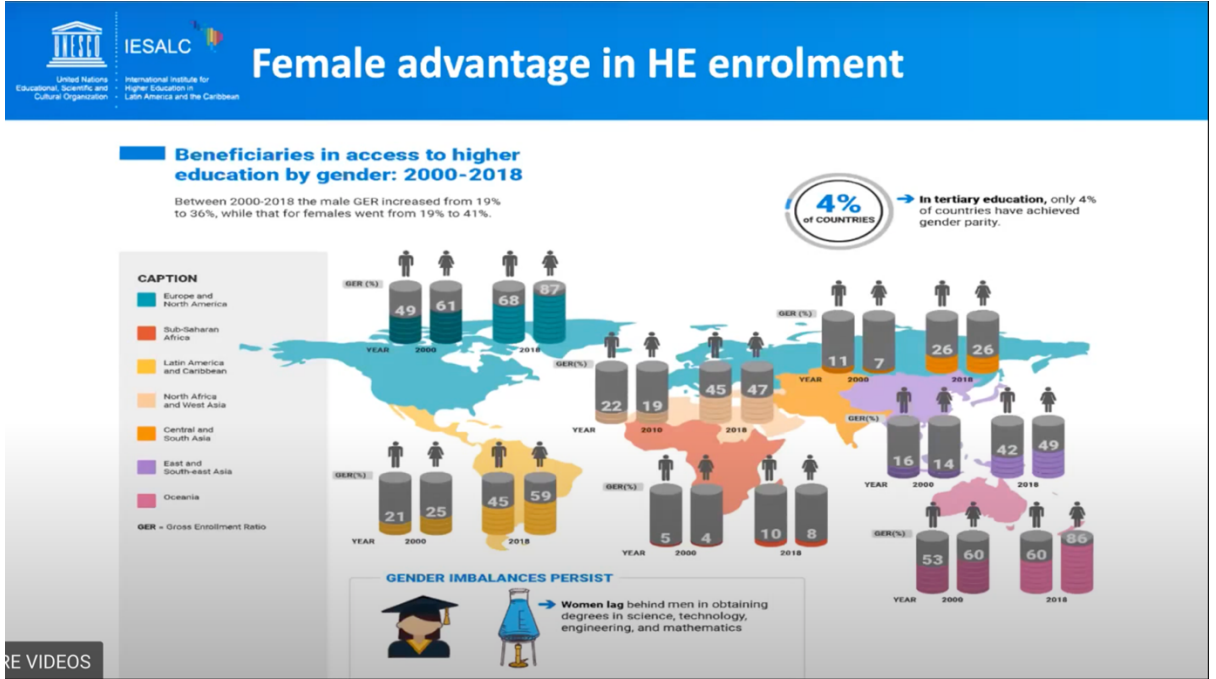 UNESCO
IESALC
United Nations
Educational, Scientific and
Cultural Organization
International Institute for
Higher Education in
Latin America and the Caribbean
Female advantage in HE enrolment
Beneficiaries in access to higher
education by gender: 2000-2018
Between 2000-2018 the male GER increased from 19%
to 36%, while that for females went from 19% to 41%.
4%
of COUNTRIES
In tertiary education, only 4%
of countries have achieved
gender parity.
CAPTION
Europe and
North America
Sub-Saharan
Africa
Latin America
and Caribbean
North Africa
and West Asia
Central and
South Asia
East and
South-east Asia
Oceania
GER = Gross Enrollment Ratio
GER (%)
49 61 68 87
YEAR 2000 2018
GER (%)
11 7 26 26
YEAR 2000 2018
GER(%)
22 19 45 47
YEAR 2010 2018
GER(%)
16 14 42 49
YEAR 2000 2018
GER(%)
21 25 45 59
YEAR 2000 2018
GER(%)
5 4 10 8
YEAR 2000 2018
GER(%)
53 60 60 86
YEAR 2000 2018
GENDER IMBALANCES PERSIST
Women lag behind men in obtaining
degrees in science, technology,
engineering, and mathematics
RE VIDEOS